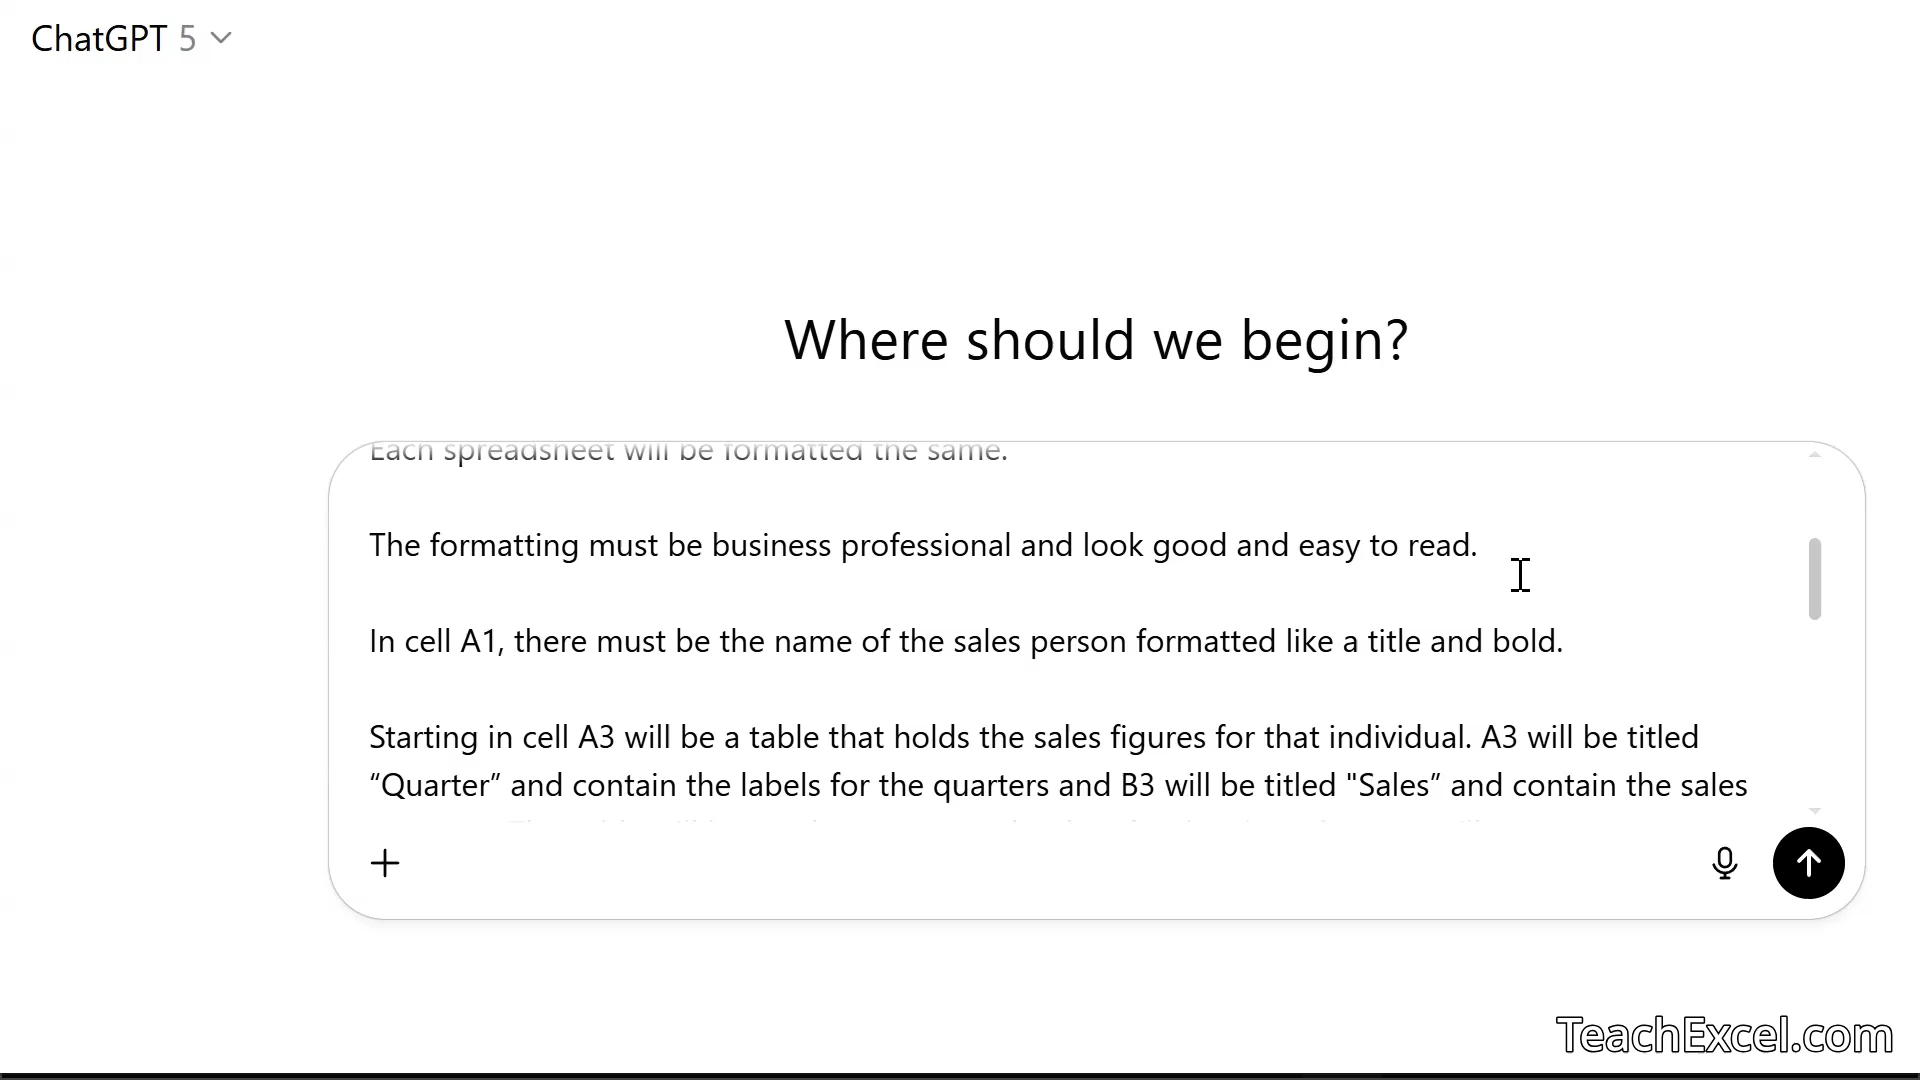 ChatGPT 5
Where should we begin?
Each spreadsheet will be formatted the same.
The formatting must be business professional and look good and easy to read.
In cell A1, there must be the name of the sales person formatted like a title and bold.
Starting in cell A3 will be a table that holds the sales figures for that individual. A3 will be titled
“Quarter” and contain the labels for the quarters and B3 will be titled "Sales” and contain the sales
TeachExcel.com